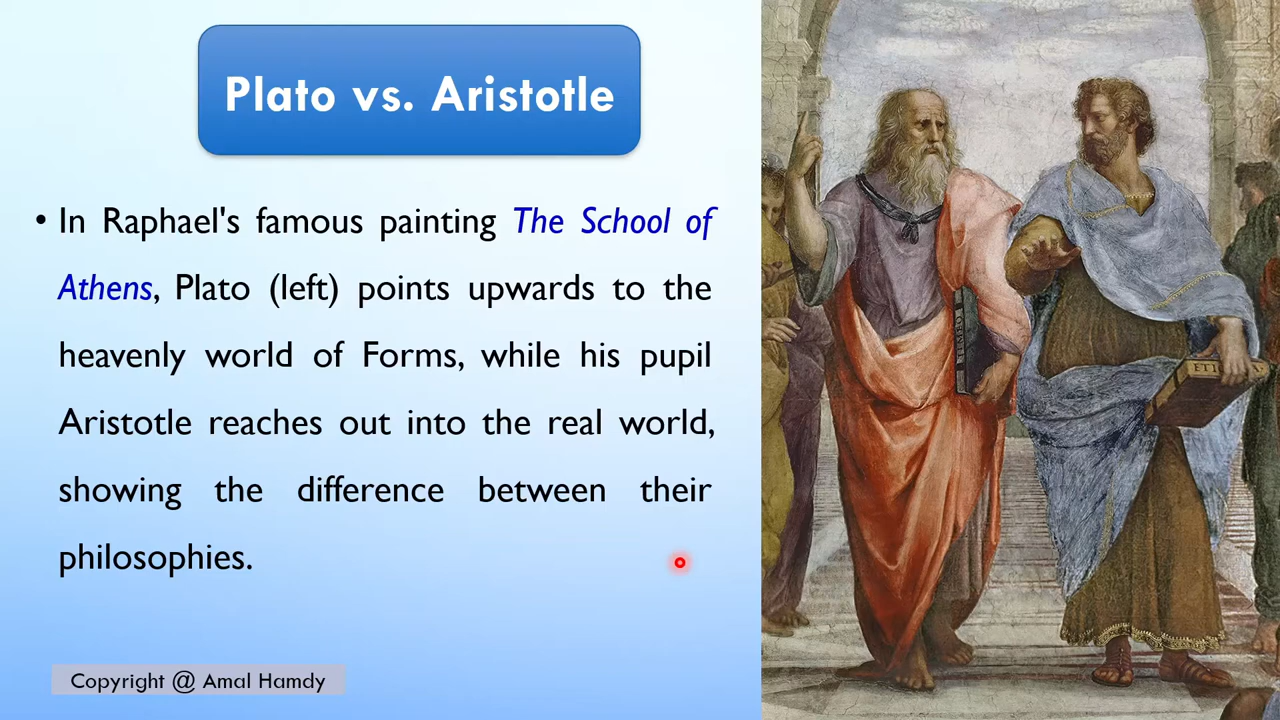 Plato vs. Aristotle
• In Raphael's famous painting The School of
Athens, Plato (left) points upwards to the
heavenly world of Forms, while his pupil
Aristotle reaches out into the real world,
showing the difference between their
philosophies.
TIMEO
ETI
Copyright @ Amal Hamdy